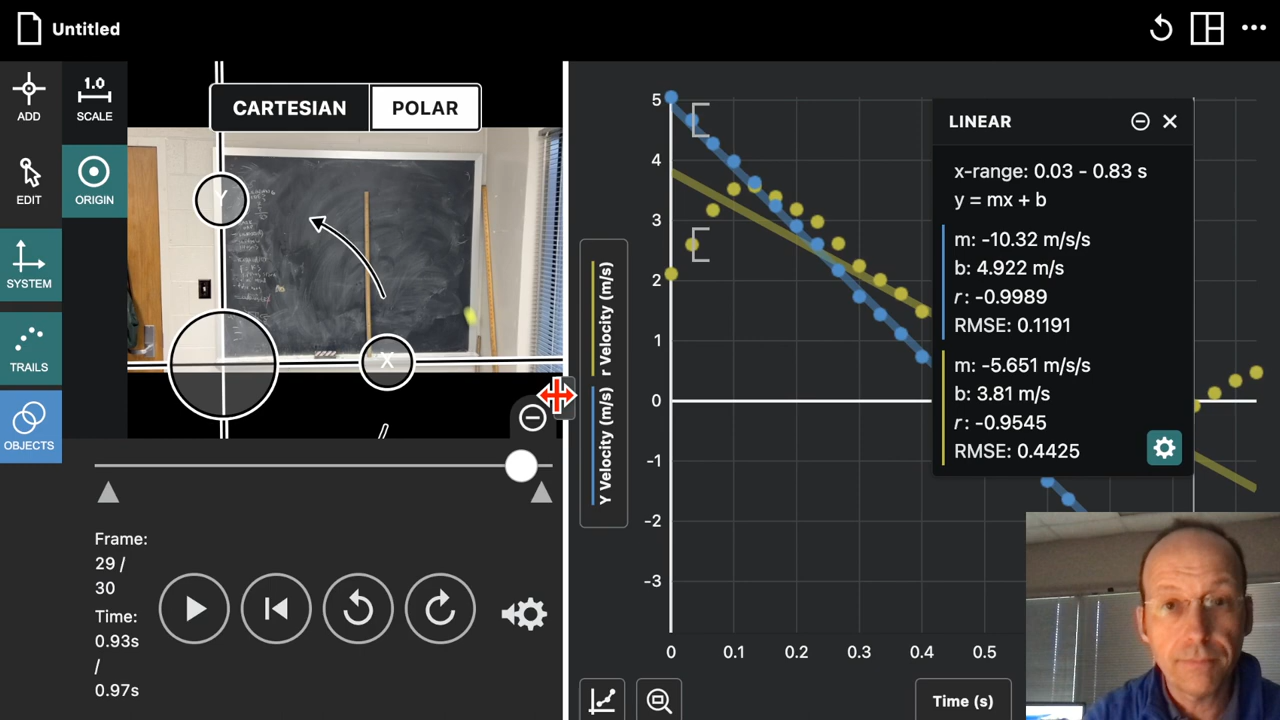 Untitled
ADD
1.0
SCALE
CARTESIAN
POLAR
EDIT
ORIGIN
Y
SYSTEM
TRAILS
X
OBJECTS
Frame:
29 /
30
Time:
0.93s
/
0.97s
r Velocity (m/s)
Y Velocity (m/s)
5
4
3
2
1
0
-1
-2
-3
0
0.1
0.2
0.3
0.4
0.5
Time (s)
LINEAR
x-range: 0.03 - 0.83 s
y = mx + b
m: -10.32 m/s/s
b: 4.922 m/s
r: -0.9989
RMSE: 0.1191
m: -5.651 m/s/s
b: 3.81 m/s
r: -0.9545
RMSE: 0.4425